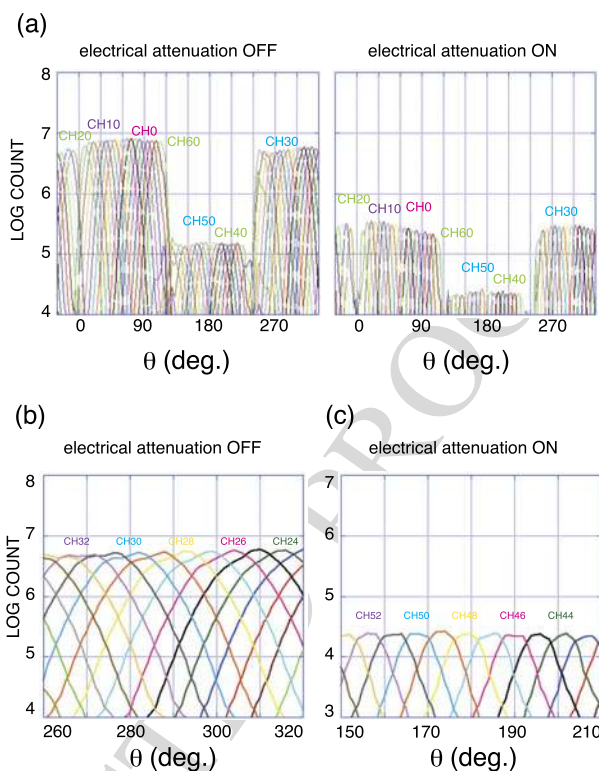 (a)
electrical attenuation OFF
electrical attenuation ON
8
7
6
5
4
LOG COUNT
CH20
CH10
CH0
CH60
CH50
CH40
CH30
0 90 180 270
θ (deg.)
CH20
CH10
CH0
CH60
CH50
CH40
CH30
0 90 180 270
θ (deg.)
(b)
electrical attenuation OFF
8
7
6
5
4
LOG COUNT
CH32 CH30 CH28 CH26 CH24
260 280 300 320
θ (deg.)
(c)
electrical attenuation ON
7
6
5
4
3
CH52 CH50 CH48 CH46 CH44
150 170 190 210
θ (deg.)